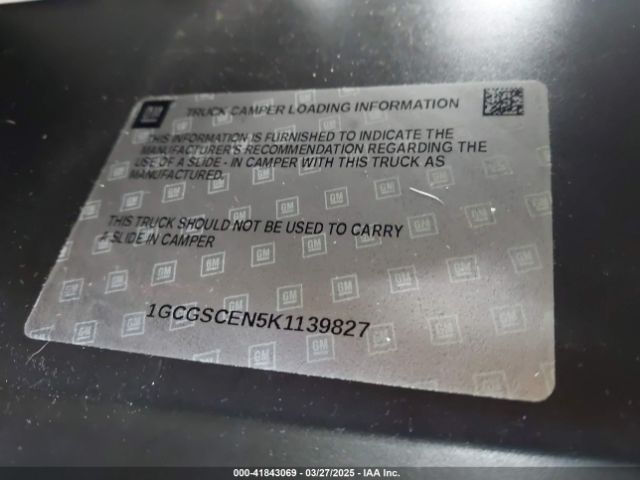 GM TRUCK CAMPER LOADING INFORMATION
THIS INFORMATION IS FURNISHED TO INDICATE THE
MANUFACTURER'S RECOMMENDATION REGARDING THE
USE OF A SLIDE - IN CAMPER WITH THIS TRUCK AS
MANUFACTURED.
THIS TRUCK SHOULD NOT BE USED TO CARRY
A SLIDE IN CAMPER
1GCGSCEN5K1139827
000-41843069 — 03/27/2025 — IAA Inc.